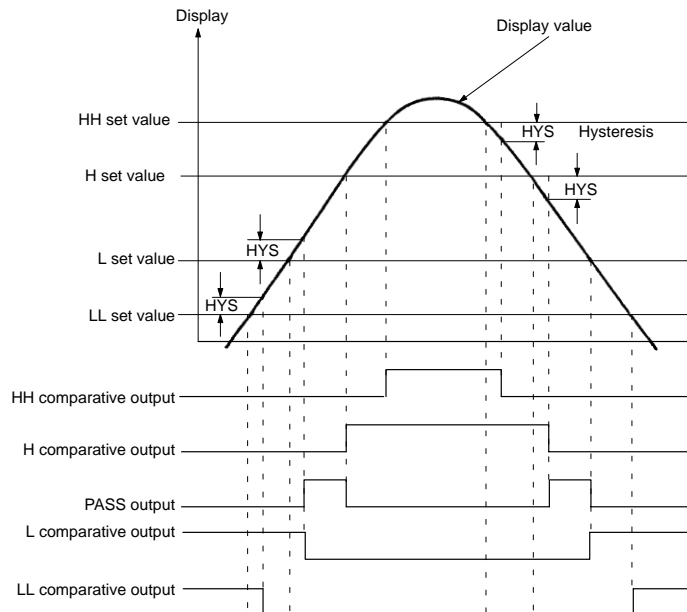 Display
Display value
HH set value
HYS
Hysteresis
H set value
HYS
HYS
L set value
HYS
LL set value
HH comparative output
H comparative output
PASS output
L comparative output
LL comparative output